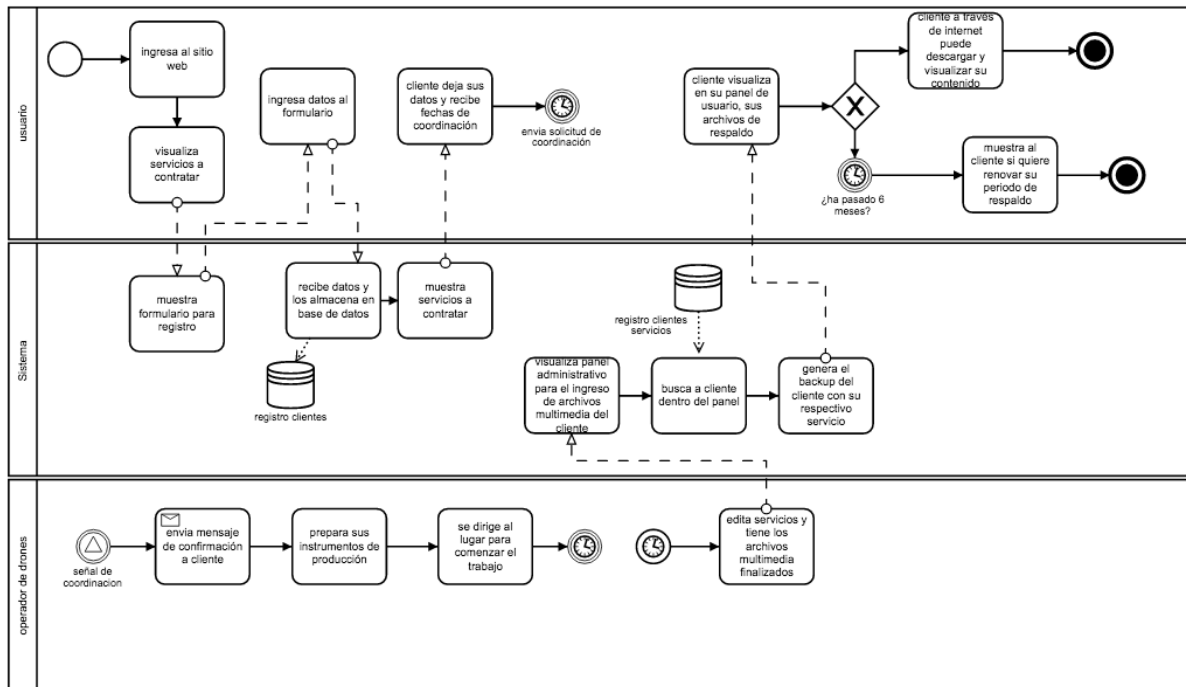 usuario
ingresa al sitio
web
visualiza
servicios a
contratar
ingresa datos al
formulario
cliente deja sus
datos y recibe
fechas de
coordinación
envia solicitud de
coordinación
cliente visualiza
en su panel de
usuario, sus
archivos de
respaldo
X
cliente a través
de internet
puede
descargar y
visualizar su
contenido
¿ha pasado 6
meses?
muestra al
cliente si quiere
renovar su
periodo de
respaldo
Sistema
muestra
formulario para
registro
recibe datos y
los almacena en
base de datos
registro clientes
muestra
servicios a
contratar
registro clientes
servicios
visualiza panel
administrativo
para el ingreso
de archivos
multimedia del
cliente
busca a cliente
dentro del panel
genera el
backup del
cliente con su
respectivo
servicio
operador de drones
señal de
coordinacion
envia mensaje
de confirmación
a cliente
prepara sus
instrumentos de
producción
se dirige al
lugar para
comenzar el
trabajo
edita servicios y
tiene los
archivos
multimedia
finalizados